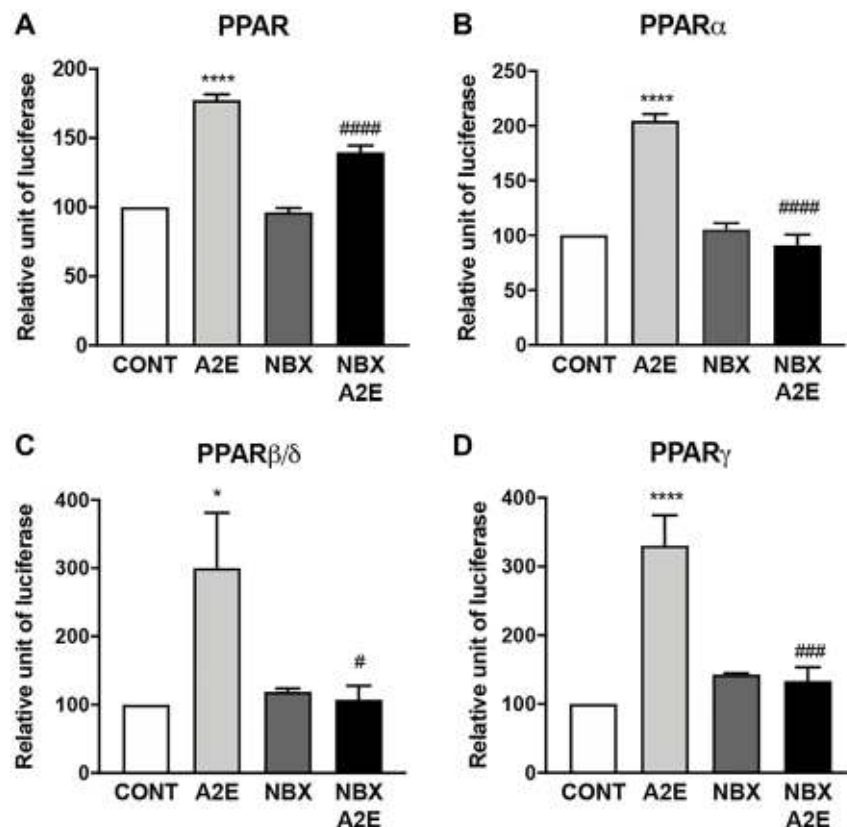 A
PPAR
Relative unit of luciferase
200
150
100
50
0
****
####
CONT A2E NBX NBX
A2E
B
PPARα
Relative unit of luciferase
250
200
150
100
50
0
****
####
CONT A2E NBX NBX
A2E
C
PPARβ/δ
Relative unit of luciferase
400
300
200
100
0
*
#
CONT A2E NBX NBX
A2E
D
PPARγ
Relative unit of luciferase
400
300
200
100
0
****
###
CONT A2E NBX NBX
A2E